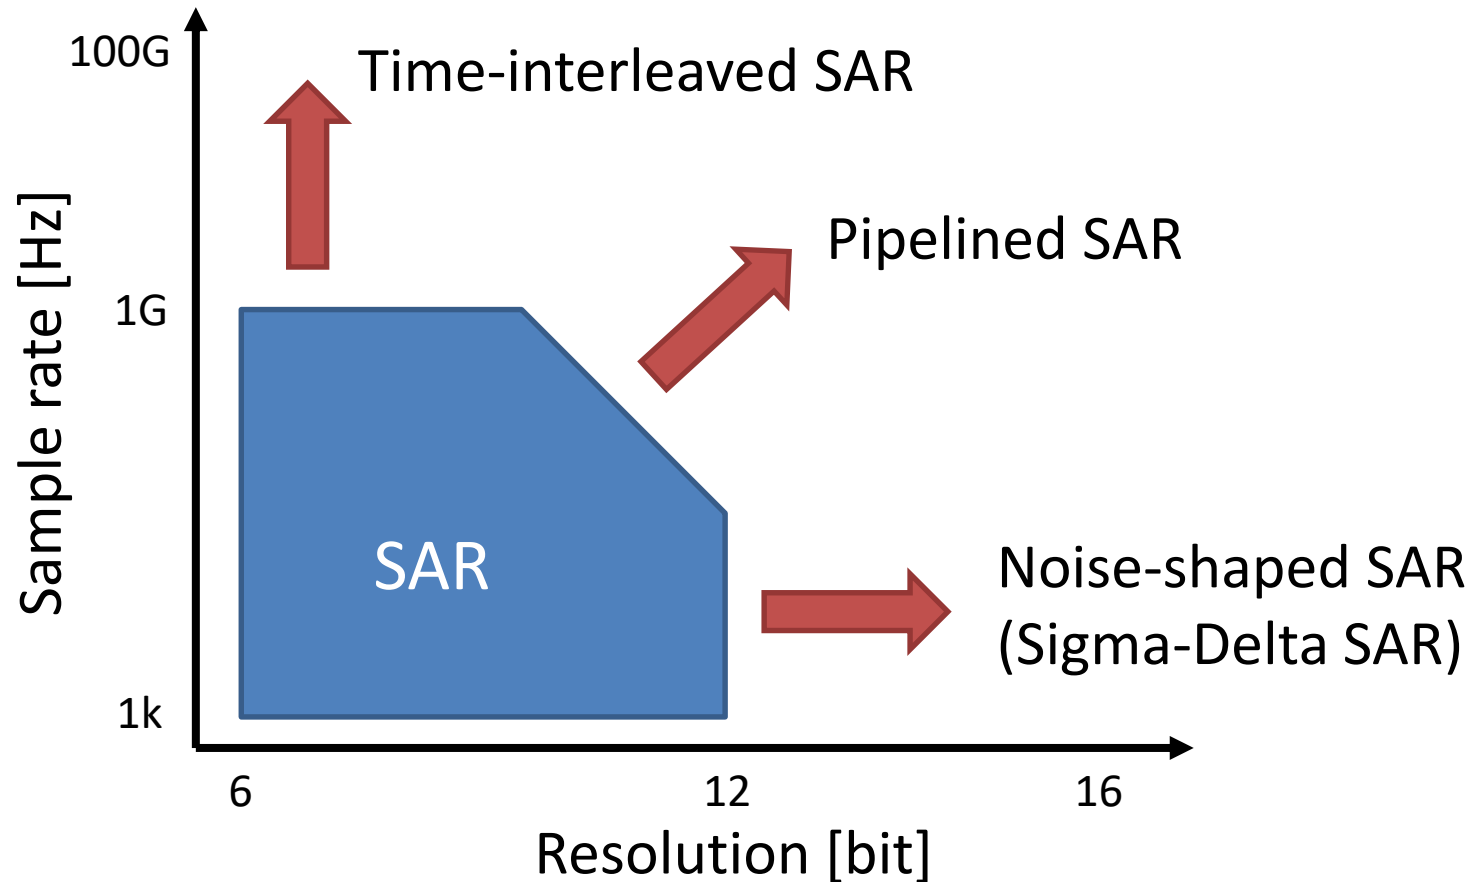 100G
Time-interleaved SAR
Pipelined SAR
Sample rate [Hz]
1G
SAR
Noise-shaped SAR
(Sigma-Delta SAR)
1k
6
12
16
Resolution [bit]